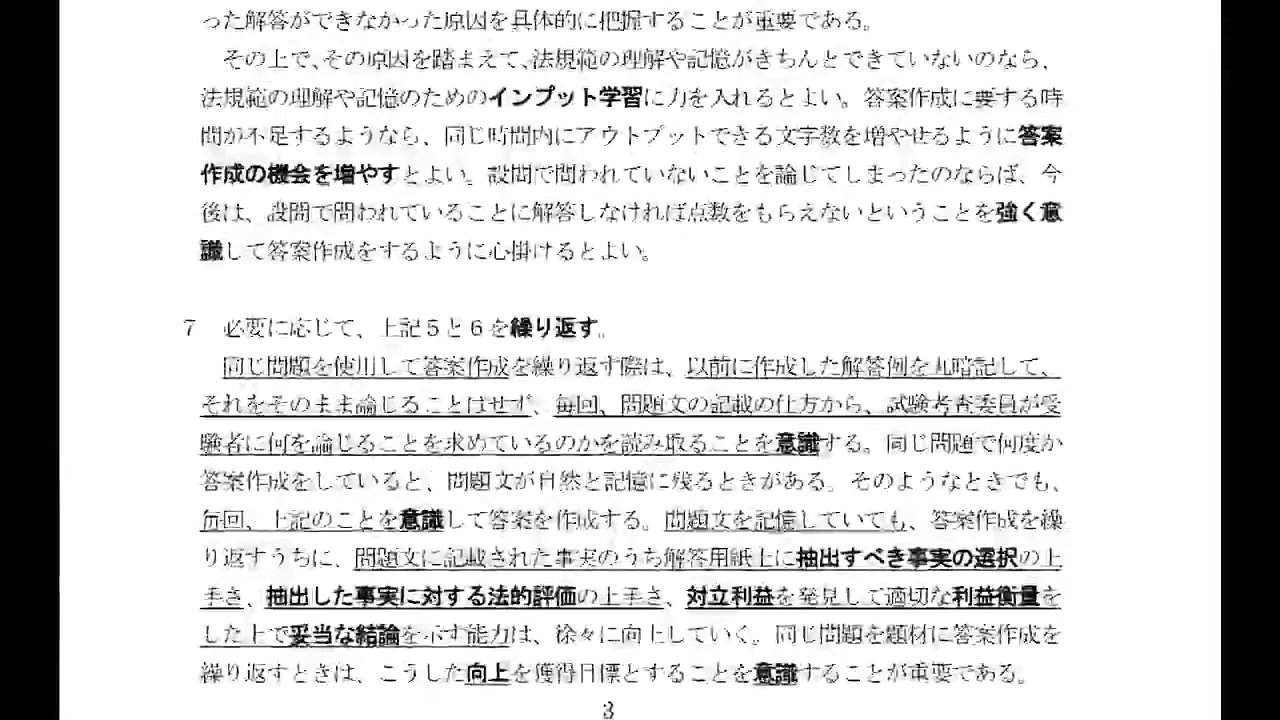 った解答ができなかった原因を具体的に把握することが重要である。
その上で、その原因を踏まえて、法規範の理解や記憶がきちんとできていないのなら、
法規範の理解や記憶のためのインプット学習に力を入れるとよい。答案作成に要する時
間が不足するようなら、同じ時間内にアウトプットできる文字数を増やせるように答案
作成の機会を増やすとよい。設問で問われていないことを論じてしまったのならば、今
後は、設問で問われていることに解答しなければ点数をもらえないということを強く意
識して答案作成をするように心掛けるとよい。
7 必要に応じて、上記5と6を繰り返す。
同じ問題を使用して答案作成を繰り返す際は、以前に作成した解答例を丸暗記して、
それをそのまま論じることはせず、毎回、問題文の記載の仕方から、試験考査委員が受
験者に何を論じることを求めているのかを読み取ることを意識する。同じ問題で何度か
答案作成をしていると、問題文が自然と記憶に残るときがある。そのようなときでも、
毎回、上記のことを意識して答案を作成する。問題文を記憶していても、答案作成を繰
り返すうちに、問題文に記載された事実のうち解答用紙上に抽出すべき事実の選択の上
手さ、抽出した事実に対する法的評価の上手さ、対立利益を発見して適切な利益衡量を
した上で妥当な結論を示す能力は、徐々に向上していく。同じ問題を題材に答案作成を
繰り返すときは、こうした向上を獲得目標とすることを意識することが重要である。
3